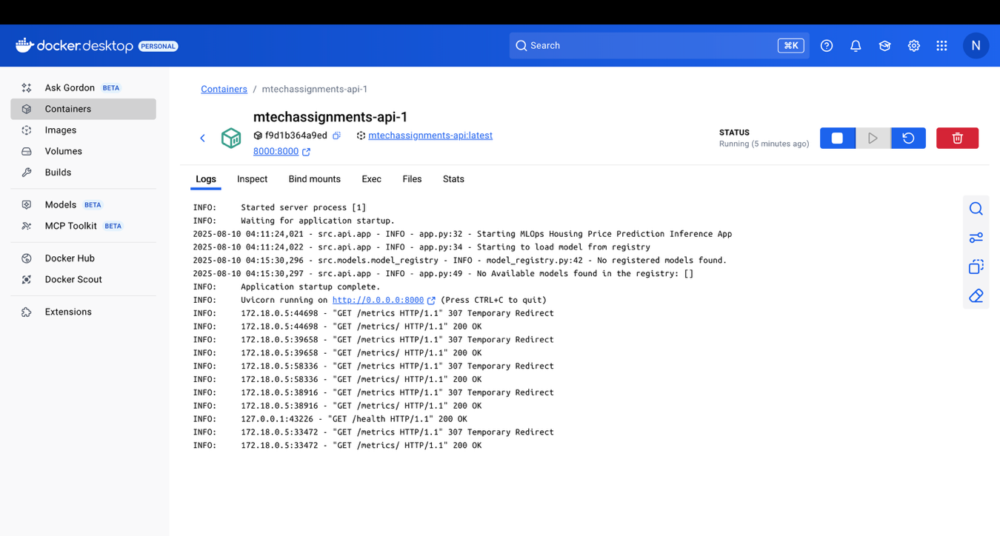 docker.desktop PERSONAL
Search ⌘K
N
Ask Gordon BETA
Containers
Images
Volumes
Builds
Models BETA
MCP Toolkit BETA
Docker Hub
Docker Scout
Extensions
Containers / mtechassignments-api-1
mtechassignments-api-1
f9d1b364a9ed mtechassignments-api:latest
8000:8000
STATUS
Running (5 minutes ago)
Logs Inspect Bind mounts Exec Files Stats
INFO: Started server process [1]
INFO: Waiting for application startup.
2025-08-10 04:11:24,021 - src.api.app - INFO - app.py:32 - Starting MLOps Housing Price Prediction Inference App
2025-08-10 04:11:24,022 - src.api.app - INFO - app.py:34 - Starting to load model from registry
2025-08-10 04:15:30,296 - src.models.model_registry - INFO - model_registry.py:42 - No registered models found.
2025-08-10 04:15:30,297 - src.api.app - INFO - app.py:49 - No Available models found in the registry: []
INFO: Application startup complete.
INFO: Uvicorn running on http://0.0.0.0:8000 (Press CTRL+C to quit)
INFO: 172.18.0.5:44698 - "GET /metrics HTTP/1.1" 307 Temporary Redirect
INFO: 172.18.0.5:44698 - "GET /metrics/ HTTP/1.1" 200 OK
INFO: 172.18.0.5:39658 - "GET /metrics HTTP/1.1" 307 Temporary Redirect
INFO: 172.18.0.5:39658 - "GET /metrics/ HTTP/1.1" 200 OK
INFO: 172.18.0.5:58336 - "GET /metrics HTTP/1.1" 307 Temporary Redirect
INFO: 172.18.0.5:58336 - "GET /metrics/ HTTP/1.1" 200 OK
INFO: 172.18.0.5:38916 - "GET /metrics HTTP/1.1" 307 Temporary Redirect
INFO: 172.18.0.5:38916 - "GET /metrics/ HTTP/1.1" 200 OK
INFO: 127.0.0.1:43226 - "GET /health HTTP/1.1" 200 OK
INFO: 172.18.0.5:33472 - "GET /metrics HTTP/1.1" 307 Temporary Redirect
INFO: 172.18.0.5:33472 - "GET /metrics/ HTTP/1.1" 200 OK